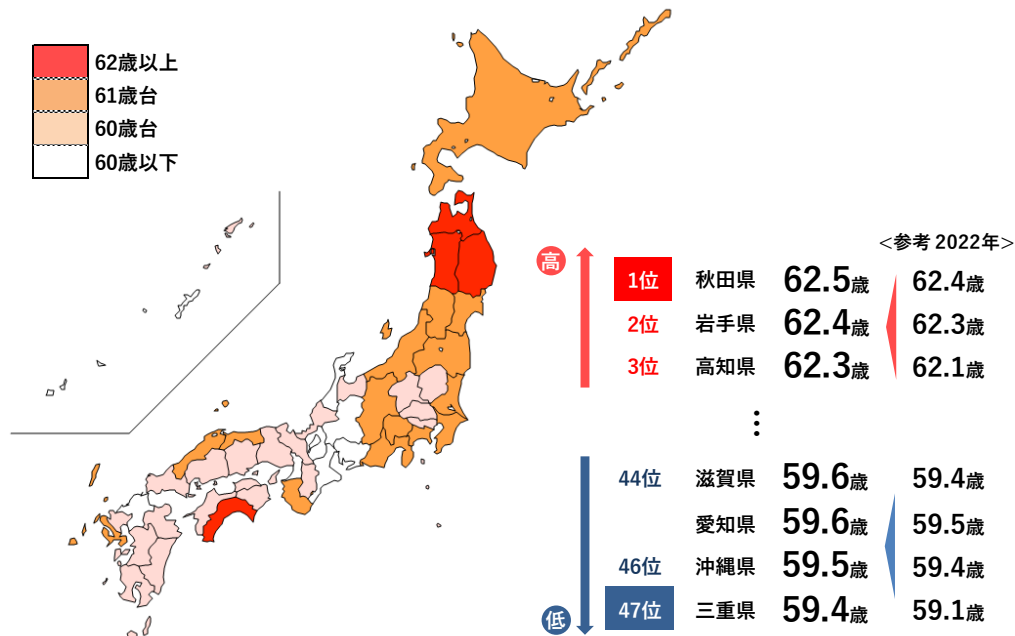 62歳以上
61歳台
60歳台
60歳以下
<参考 2022年>
高
1位 秋田県 62.5歳 62.4歳
2位 岩手県 62.4歳 62.3歳
3位 高知県 62.3歳 62.1歳
⋮
44位 滋賀県 59.6歳 59.4歳
愛知県 59.6歳 59.5歳
46位 沖縄県 59.5歳 59.4歳
47位 三重県 59.4歳 59.1歳
低